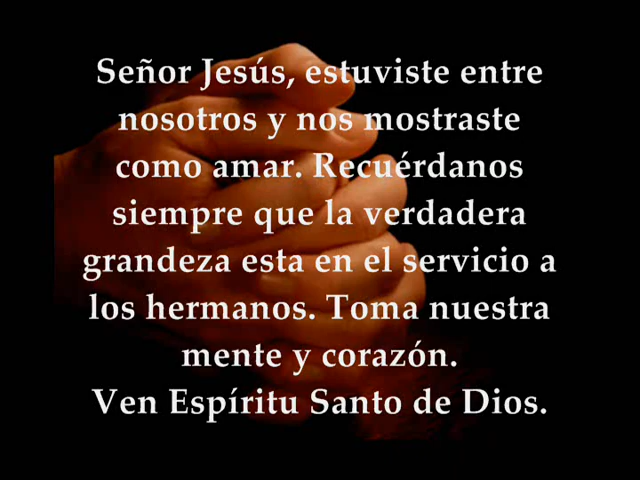 Señor Jesús, estuviste entre
nosotros y nos mostraste
como amar. Recuérdanos
siempre que la verdadera
grandeza esta en el servicio a
los hermanos. Toma nuestra
mente y corazón.
Ven Espíritu Santo de Dios.